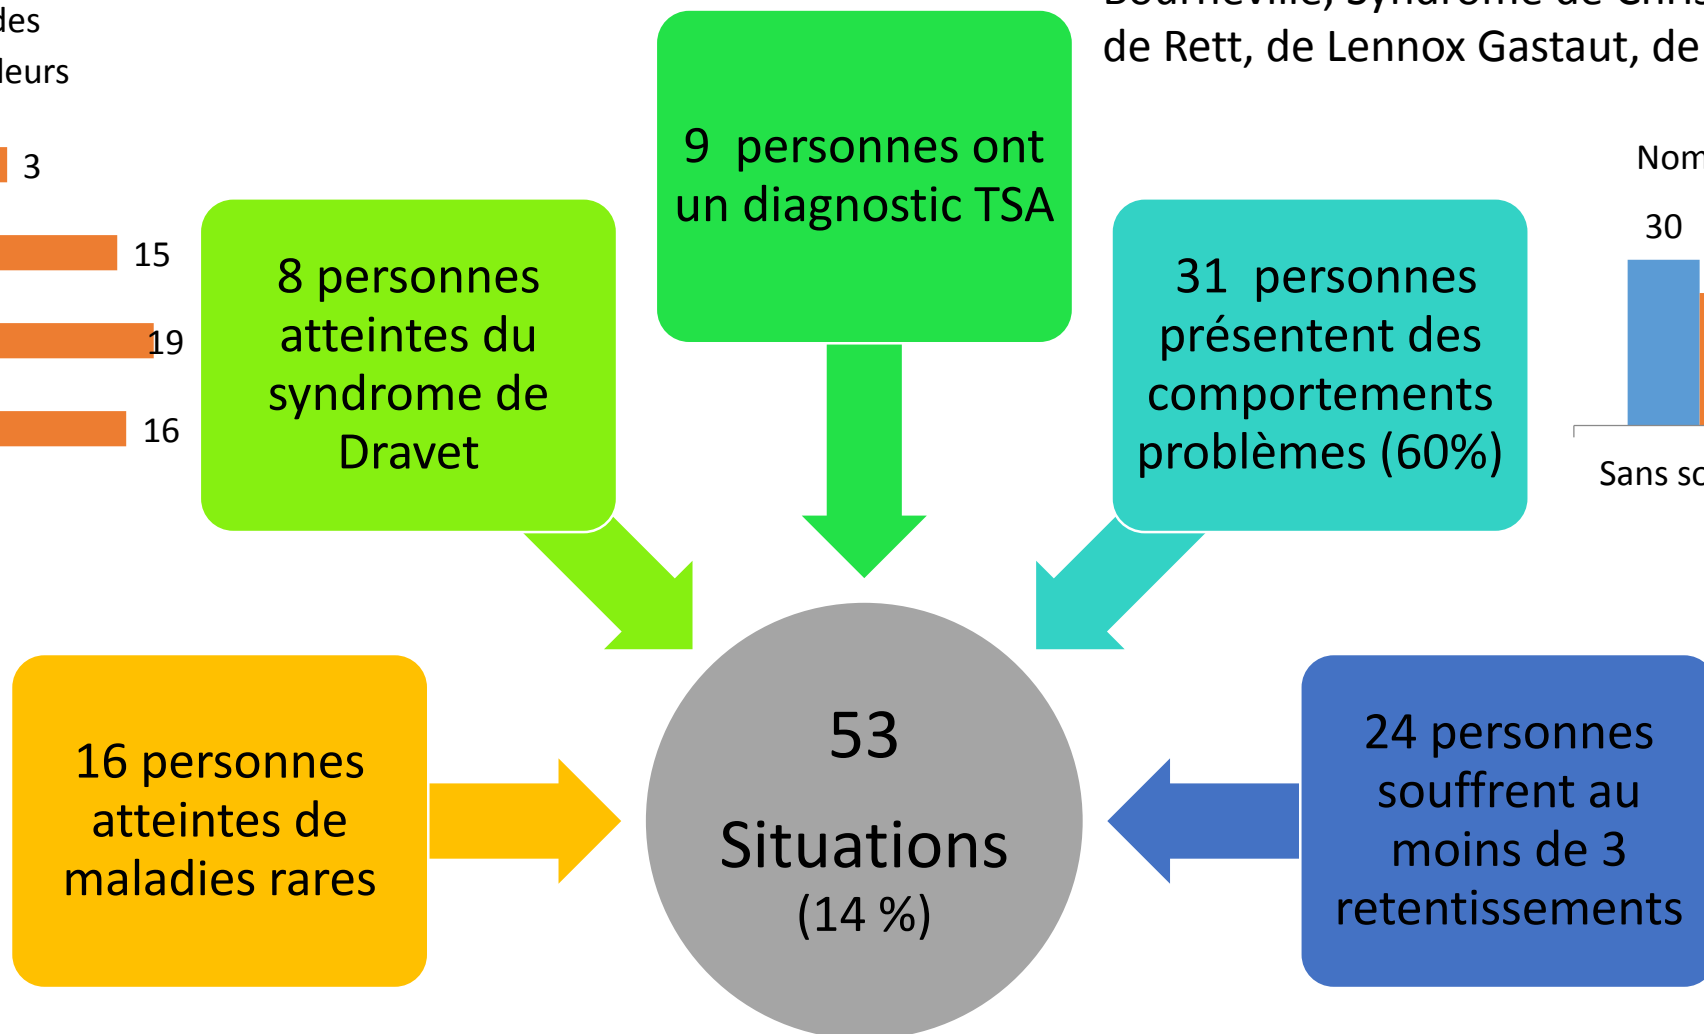 des
leurs
3
15
19
16
de Rett, de Lennox Gastaut, de
9 personnes ont
un diagnostic TSA
8 personnes
atteintes du
syndrome de
Dravet
31 personnes
présentent des
comportements
problèmes (60%)
Nom
30
Sans so
16 personnes
atteintes de
maladies rares
53
Situations
(14 %)
24 personnes
souffrent au
moins de 3
retentissements